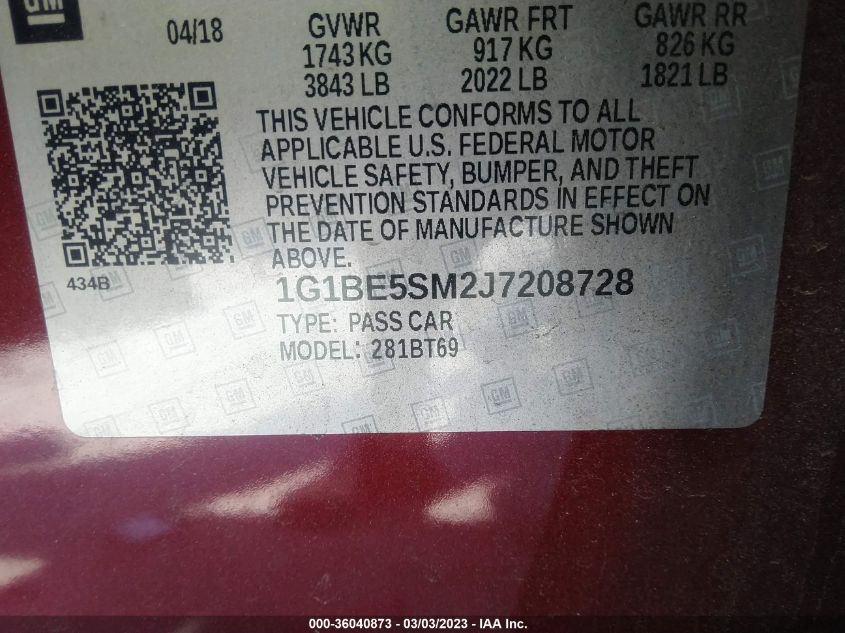 GM
04/18
GVWR
1743 KG
3843 LB
GAWR FRT
917 KG
2022 LB
GAWR RR
826 KG
1821 LB
THIS VEHICLE CONFORMS TO ALL
APPLICABLE U.S. FEDERAL MOTOR
VEHICLE SAFETY, BUMPER, AND THEFT
PREVENTION STANDARDS IN EFFECT ON
THE DATE OF MANUFACTURE SHOWN
ABOVE.
434B
1G1BE5SM2J7208728
TYPE: PASS CAR
MODEL: 281BT69
000-36040873 - 03/03/2023 - IAA Inc.